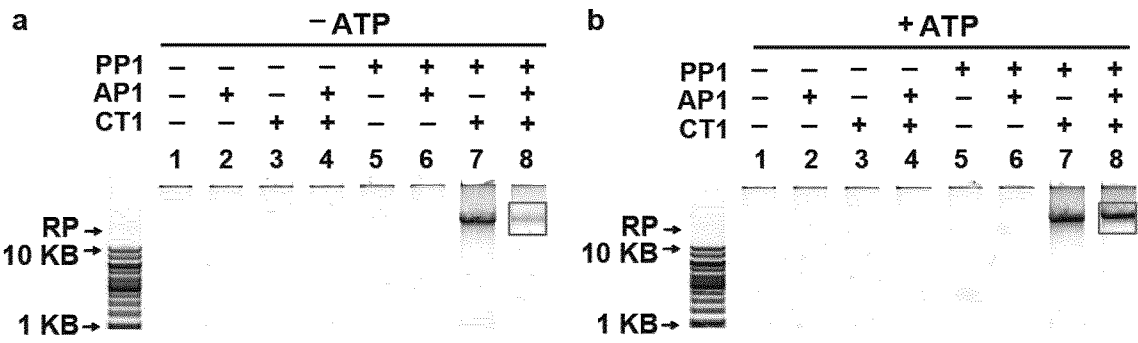 a
−ATP
PP1 − − − − + + + +
AP1 − + − + − + − +
CT1 − − + + − − + +
1 2 3 4 5 6 7 8
RP
10 KB
1 KB
b
+ATP
PP1 − − − − + + + +
AP1 − + − + − + − +
CT1 − − + + − − + +
1 2 3 4 5 6 7 8
RP
10 KB
1 KB